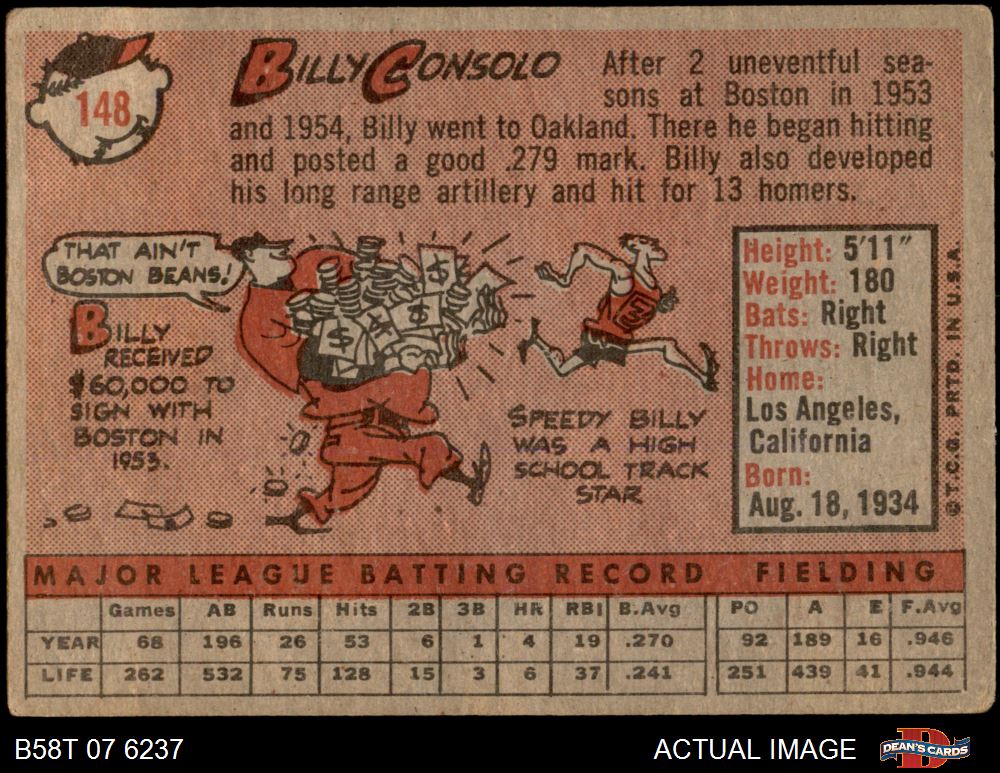 148
BILLY CONSOLO
After 2 uneventful sea-
sons at Boston in 1953
and 1954, Billy went to Oakland. There he began hitting
and posted a good .279 mark. Billy also developed
his long range artillery and hit for 13 homers.
THAT AIN'T
BOSTON BEANS!
BILLY
RECEIVED
$60,000 TO
SIGN WITH
BOSTON IN
1953.
$ $ $ $
SPEEDY BILLY
WAS A HIGH
SCHOOL TRACK
STAR
Height: 5'11"
Weight: 180
Bats: Right
Throws: Right
Home:
Los Angeles,
California
Born:
Aug. 18, 1934
© T.C.G. PRTD. IN U.S.A.
MAJOR LEAGUE BATTING RECORD FIELDING
Games AB Runs Hits 2B 3B HR RBI B.Avg PO A E F.Avg
YEAR 68 196 26 53 6 1 4 19 .270 92 189 16 .946
LIFE 262 532 75 128 15 3 6 37 .241 251 439 41 .944
B58T 07 6237 ACTUAL IMAGE DEAN'S CARDS